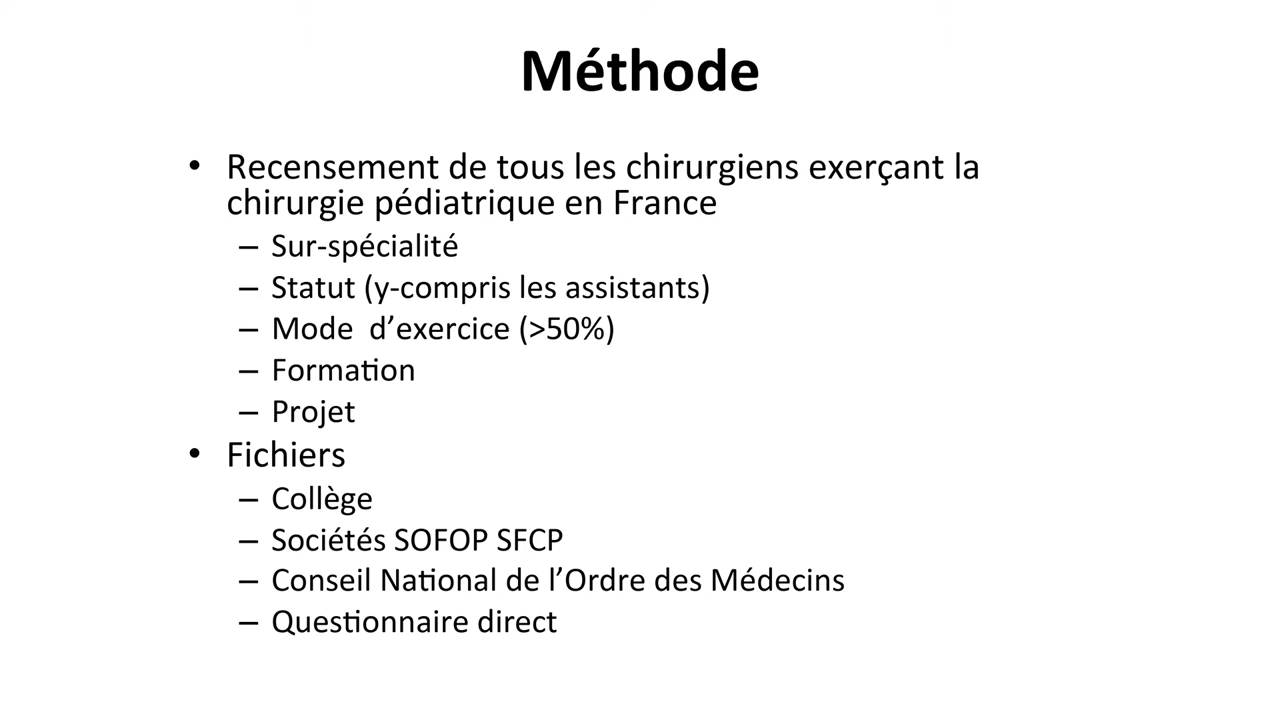 Méthode
• Recensement de tous les chirurgiens exerçant la
chirurgie pédiatrique en France
– Sur-spécialité
– Statut (y-compris les assistants)
– Mode  d’exercice (>50%)
– Formation
– Projet
• Fichiers
– Collège
– Sociétés SOFOP SFCP
– Conseil National de l’Ordre des Médecins
– Questionnaire direct